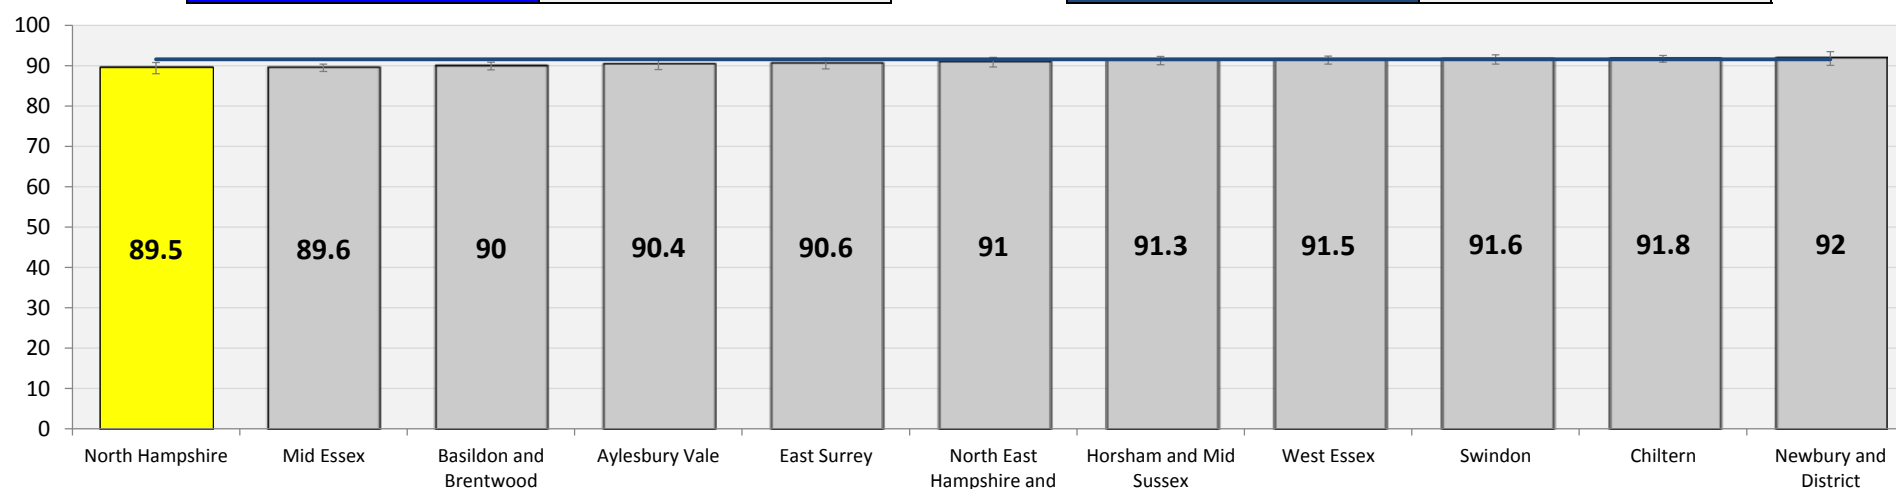 100
90
80
70
60
50
40
30
20
10
0
89.5
89.6
90
90.4
90.6
91
91.3
91.5
91.6
91.8
92
North Hampshire
Mid Essex
Basildon and
Brentwood
Aylesbury Vale
East Surrey
North East
Hampshire and
Horsham and Mid
Sussex
West Essex
Swindon
Chiltern
Newbury and
District